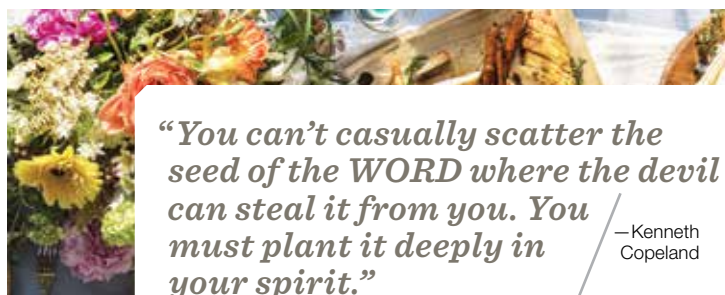 “You can’t casually scatter the
seed of the WORD where the devil
can steal it from you. You
must plant it deeply in
your spirit.”
—Kenneth
Copeland